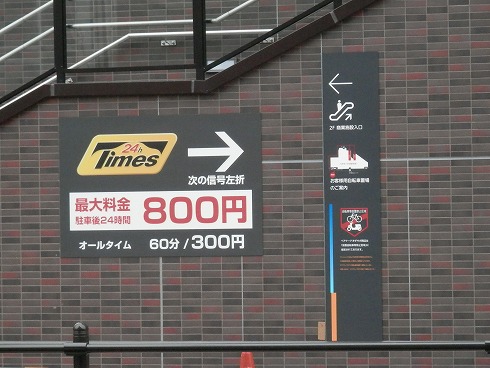 24h
Times
次の信号左折
最大料金
駐車後24時間
800円
オールタイム 60分/300円
2F 商業施設入口
お客様用自転車置場
のご案内